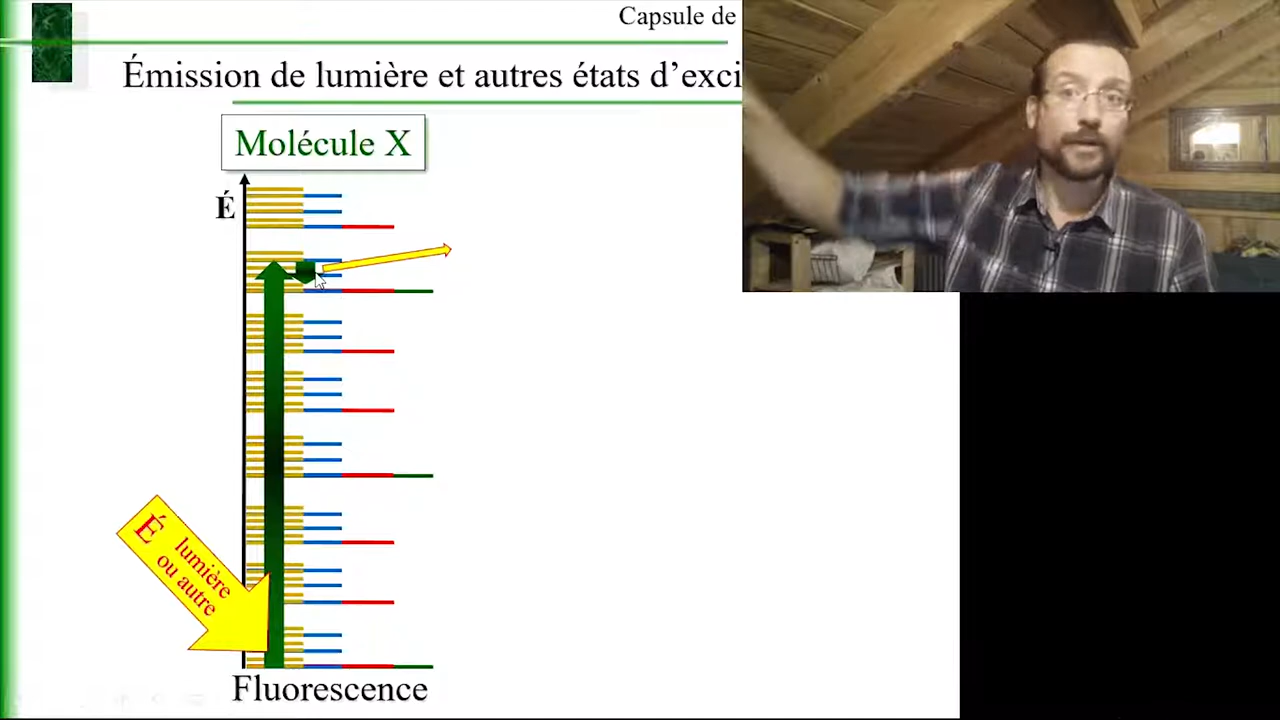 Capsule de
Émission de lumière et autres états d’exci
Molécule X
É
É
lumière
ou autre
Fluorescence